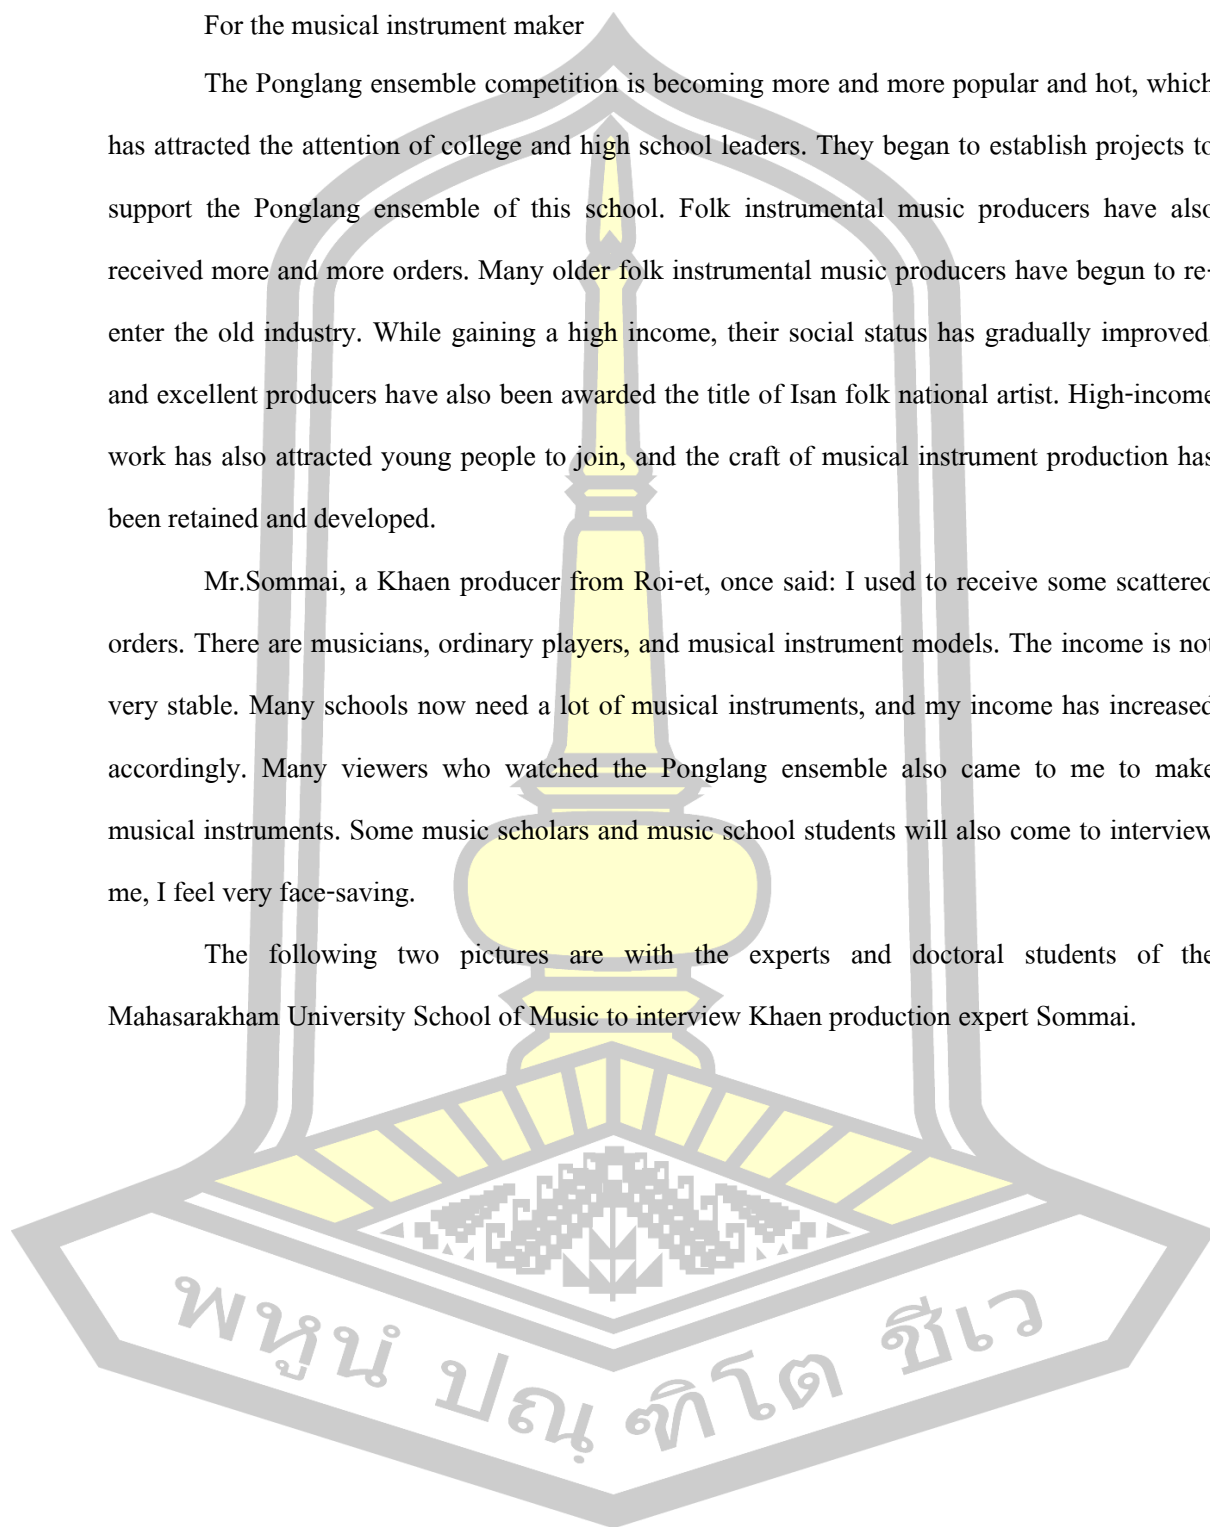 For the musical instrument maker
The Ponglang ensemble competition is becoming more and more popular and hot, which
has attracted the attention of college and high school leaders. They began to establish projects to
support the Ponglang ensemble of this school. Folk instrumental music producers have also
received more and more orders. Many older folk instrumental music producers have begun to re-
enter the old industry. While gaining a high income, their social status has gradually improved,
and excellent producers have also been awarded the title of Isan folk national artist. High-income
work has also attracted young people to join, and the craft of musical instrument production has
been retained and developed.
Mr.Sommai, a Khaen producer from Roi-et, once said: I used to receive some scattered
orders. There are musicians, ordinary players, and musical instrument models. The income is not
very stable. Many schools now need a lot of musical instruments, and my income has increased
accordingly. Many viewers who watched the Ponglang ensemble also came to me to make
musical instruments. Some music scholars and music school students will also come to interview
me, I feel very face-saving.
The following two pictures are with the experts and doctoral students of the
Mahasarakham University School of Music to interview Khaen production expert Sommai.
พหูนํ ปณฺฑิโต ชีเว